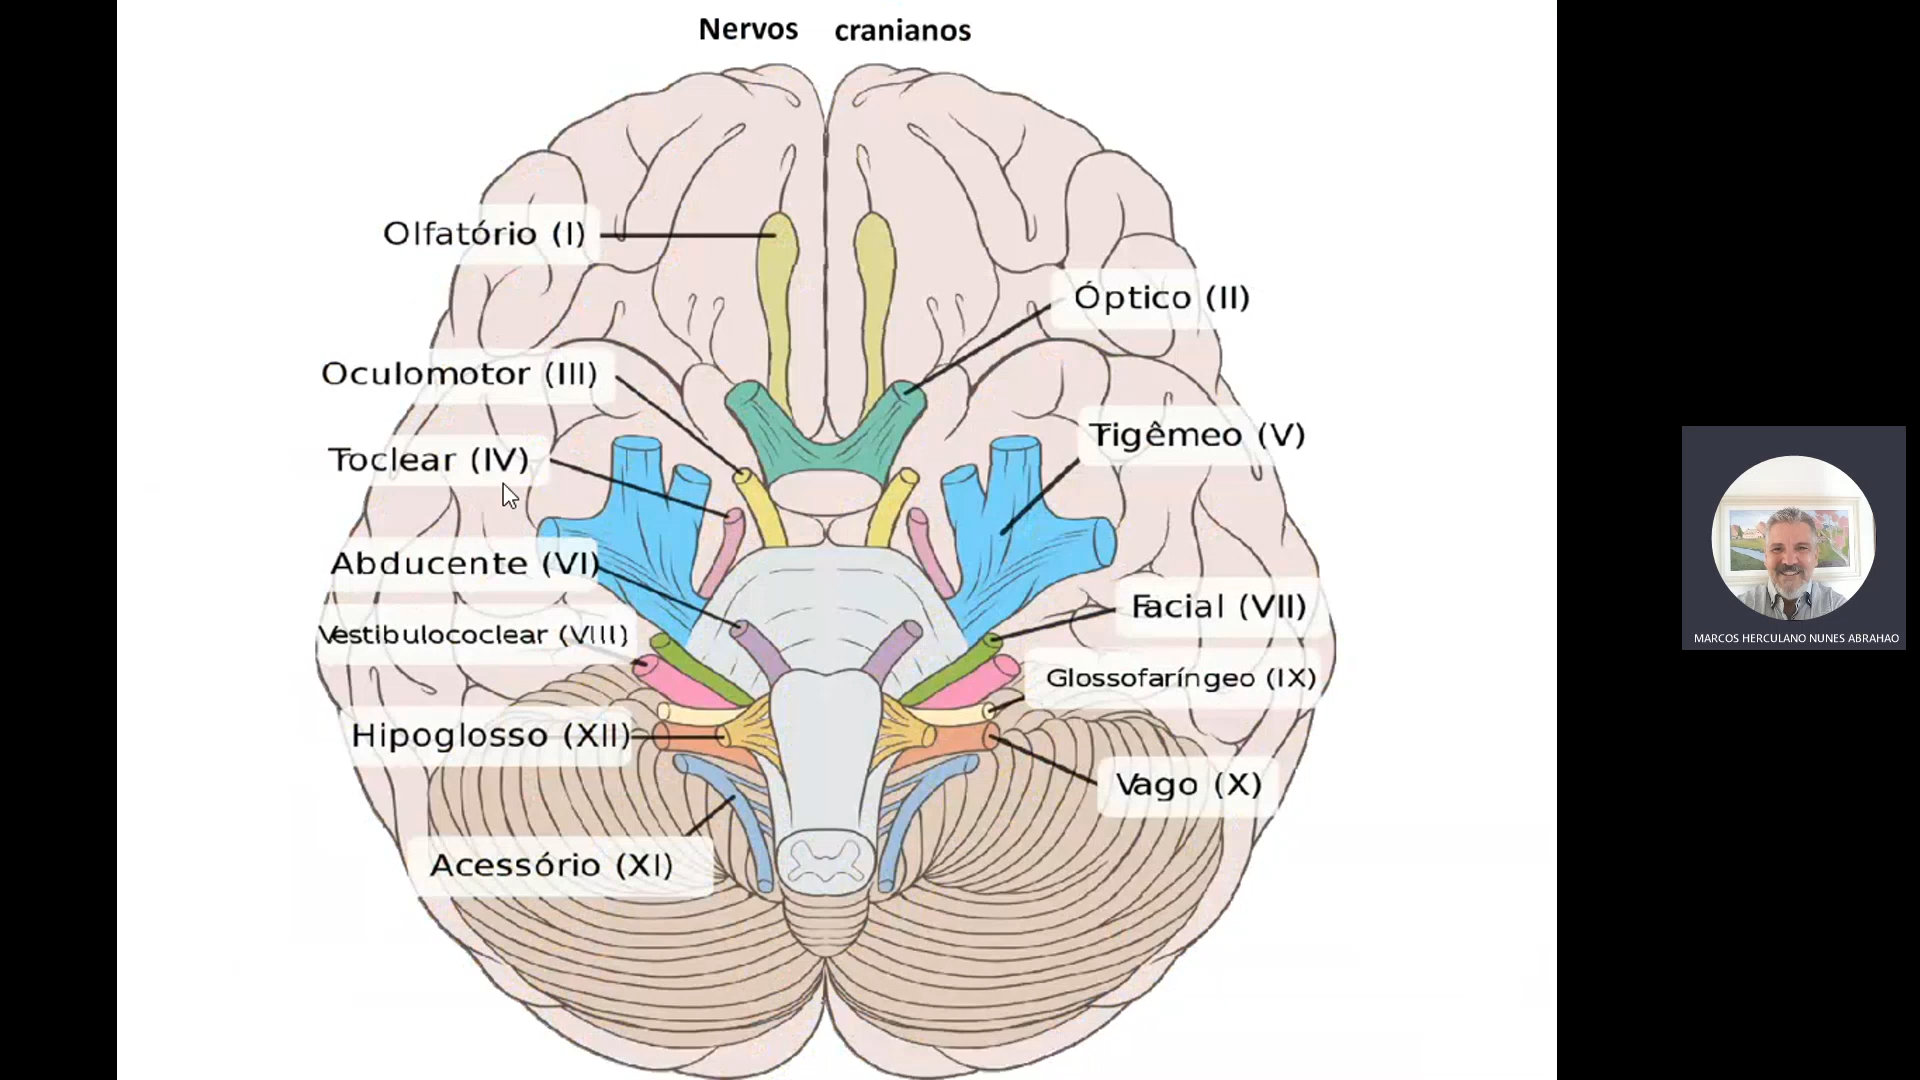 Nervos cranianos
Olfatório (I)
Óptico (II)
Oculomotor (III)
Tigêmeo (V)
Toclear (IV)
Abducente (VI)
Facial (VII)
Vestibulococlear (VIII)
Glossofaríngeo (IX)
Hipoglosso (XII)
Vago (X)
Acessório (XI)
MARCOS HERCULANO NUNES ABRAHAO